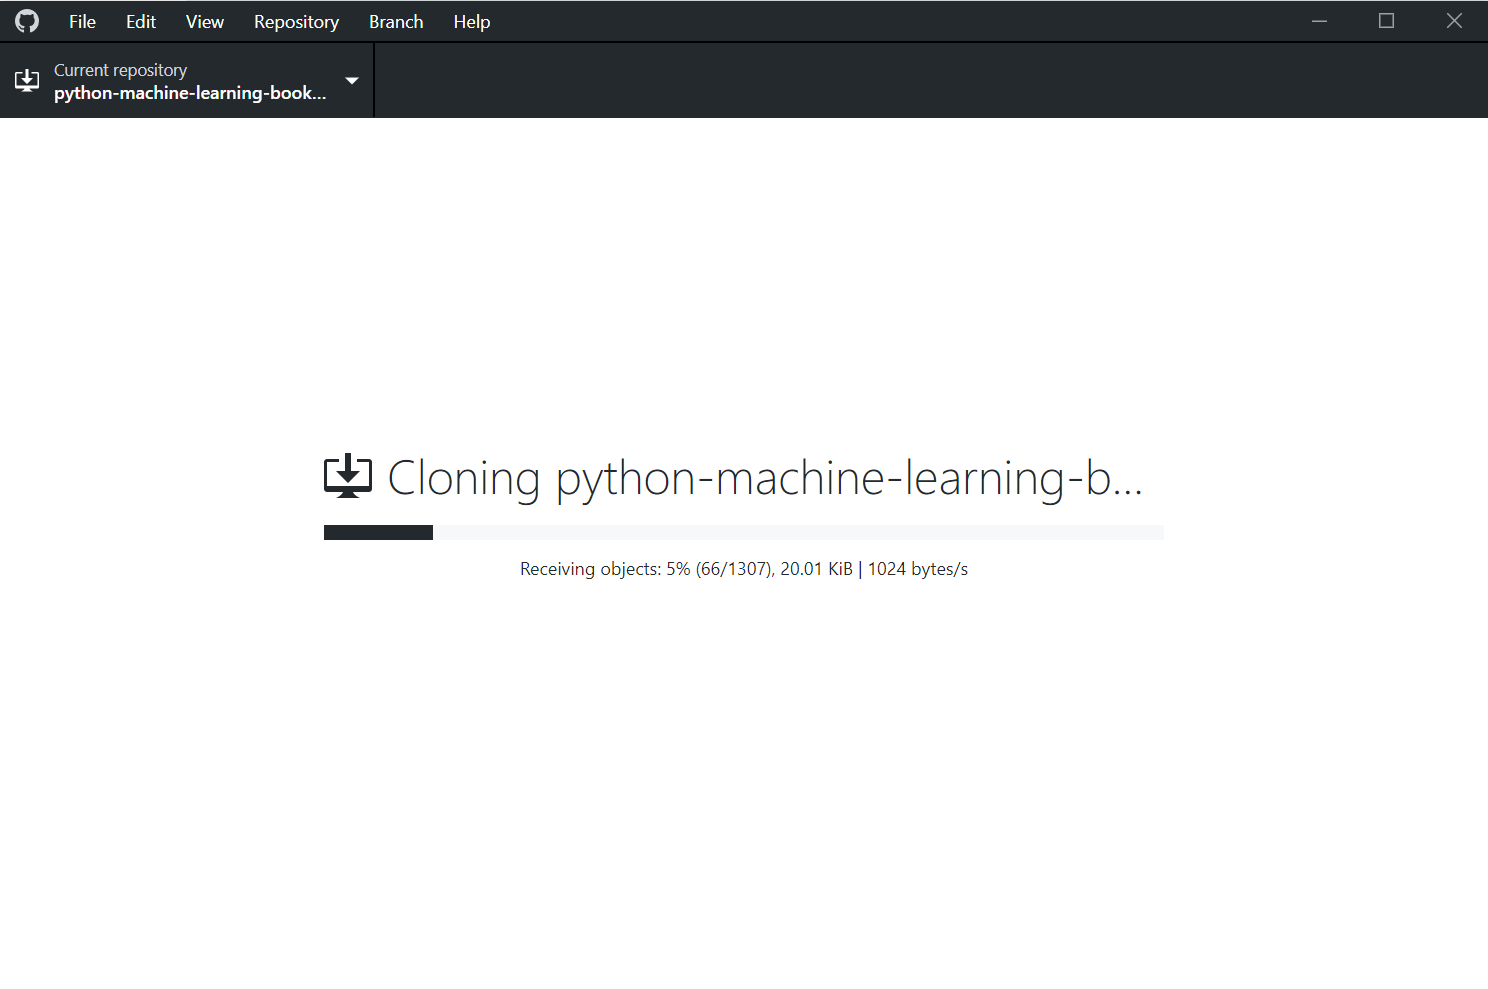 File Edit View Repository Branch Help
Current repository
python-machine-learning-book...
Cloning python-machine-learning-b...
Receiving objects: 5% (66/1307), 20.01 KiB | 1024 bytes/s